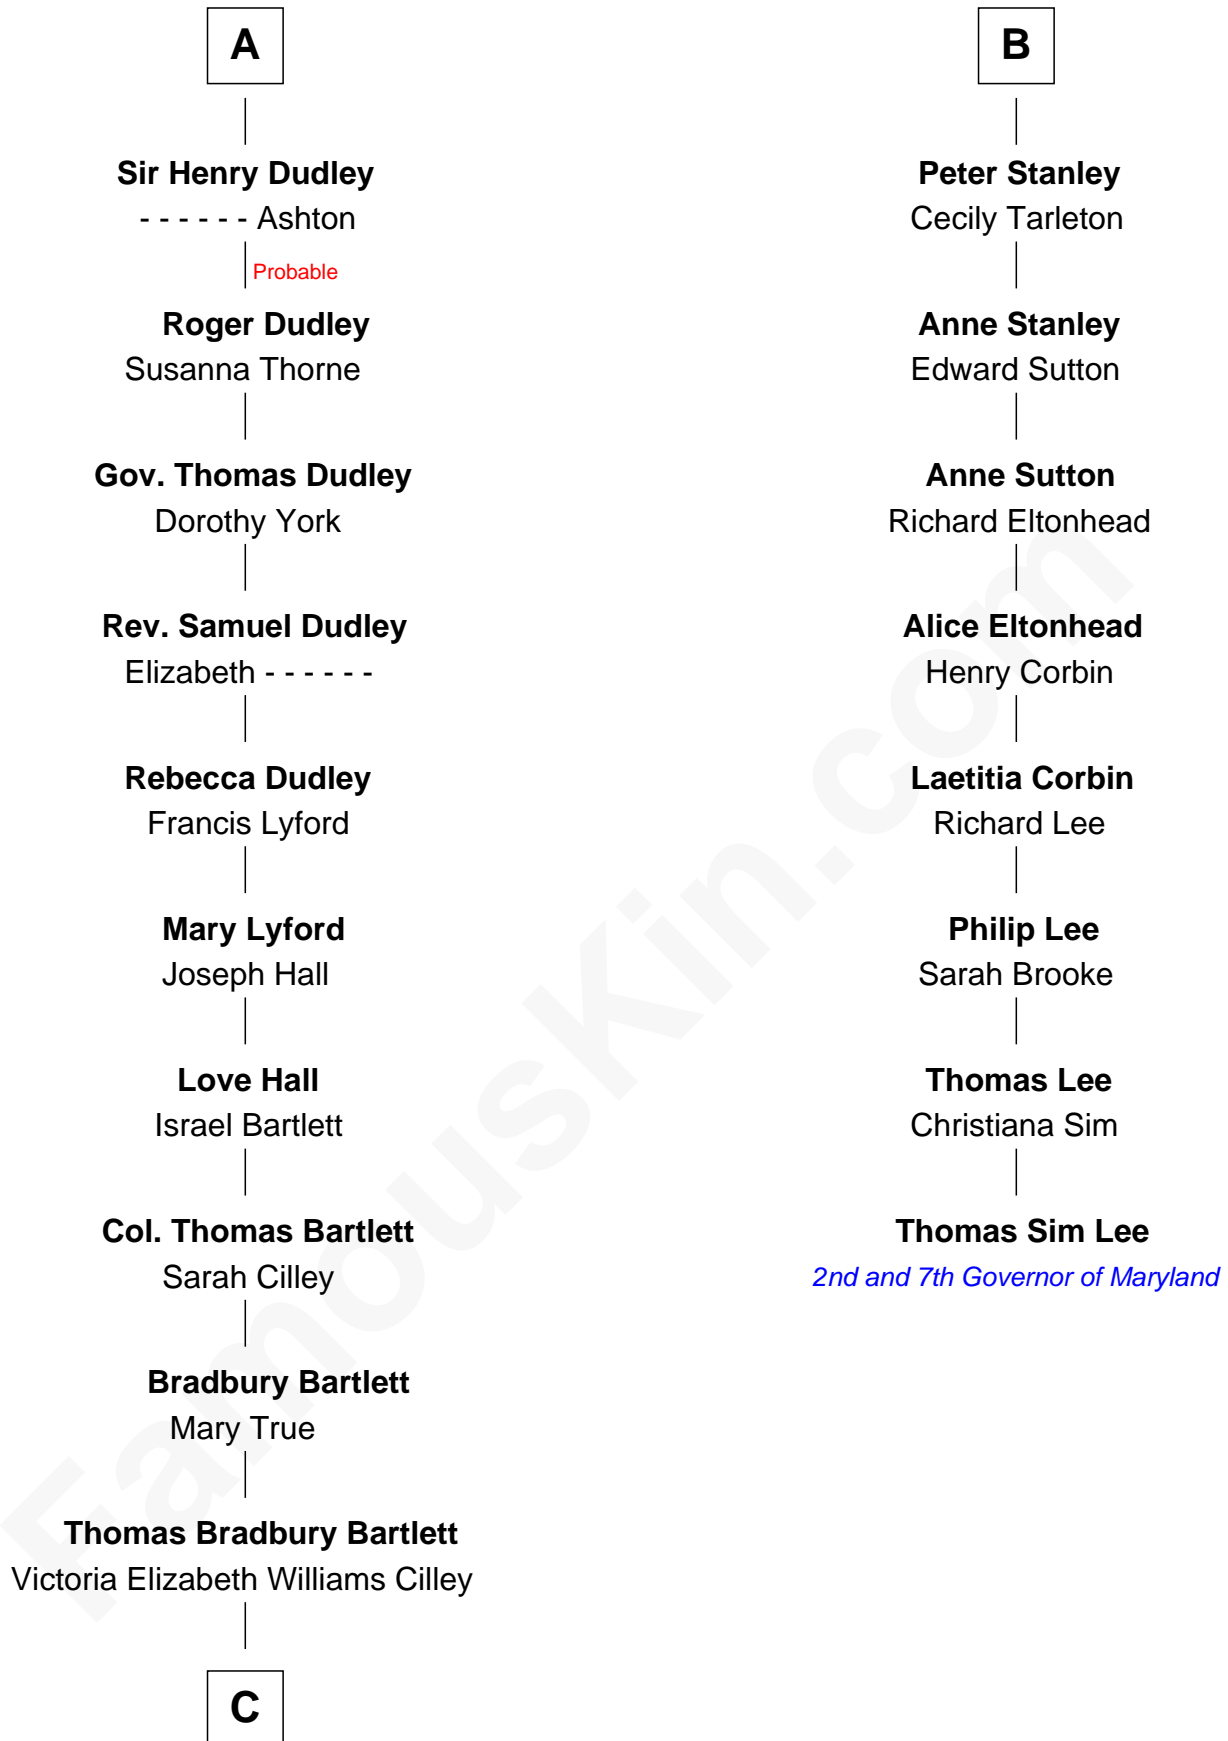 A
Sir Henry Dudley
- - - - - - Ashton
Probable
Roger Dudley
Susanna Thorne
Gov. Thomas Dudley
Dorothy York
Rev. Samuel Dudley
Elizabeth - - - - - -
Rebecca Dudley
Francis Lyford
Mary Lyford
Joseph Hall
Love Hall
Israel Bartlett
Col. Thomas Bartlett
Sarah Cilley
Bradbury Bartlett
Mary True
Thomas Bradbury Bartlett
Victoria Elizabeth Williams Cilley
C
B
Peter Stanley
Cecily Tarleton
Anne Stanley
Edward Sutton
Anne Sutton
Richard Eltonhead
Alice Eltonhead
Henry Corbin
Laetitia Corbin
Richard Lee
Philip Lee
Sarah Brooke
Thomas Lee
Christiana Sim
Thomas Sim Lee
2nd and 7th Governor of Maryland
FamousKin.com